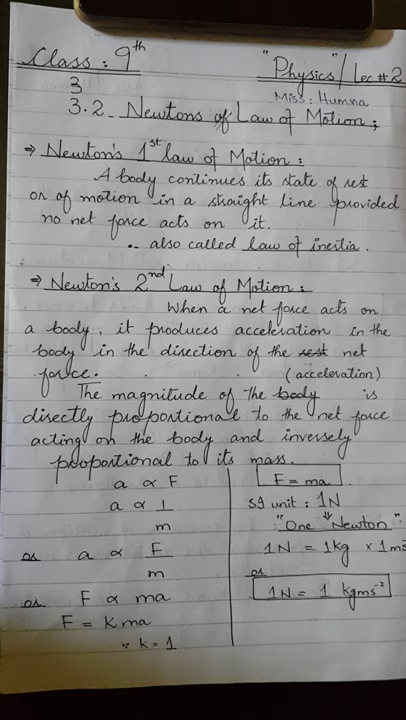 Class : 9th
"Physics" / Lec # 2
3
Miss : Humna
3.2 - Newtons of Law of Motion ;
⇒ Newton's 1st law of Motion :
A body continues its state of rest
or of motion in a straight line provided
no net force acts on it.
∴ also called law of inertia .
⇒ Newton's 2nd Law of Motion :
When a net force acts on
a body , it produces acceleration in the
body in the direction of the rest net
force.
(acceleration)
The magnitude of the body is
directly proportional to the net force
acting on the body and inversely
proportional to its mass.
a ∝ F
a ∝ 1/m
or a ∝ F/m
or F ∝ ma
F = Kma
∵ k = 1
F = ma
SI unit : 1N
"One Newton"
1N = 1kg × 1ms
or
1N = 1 kgms⁻²